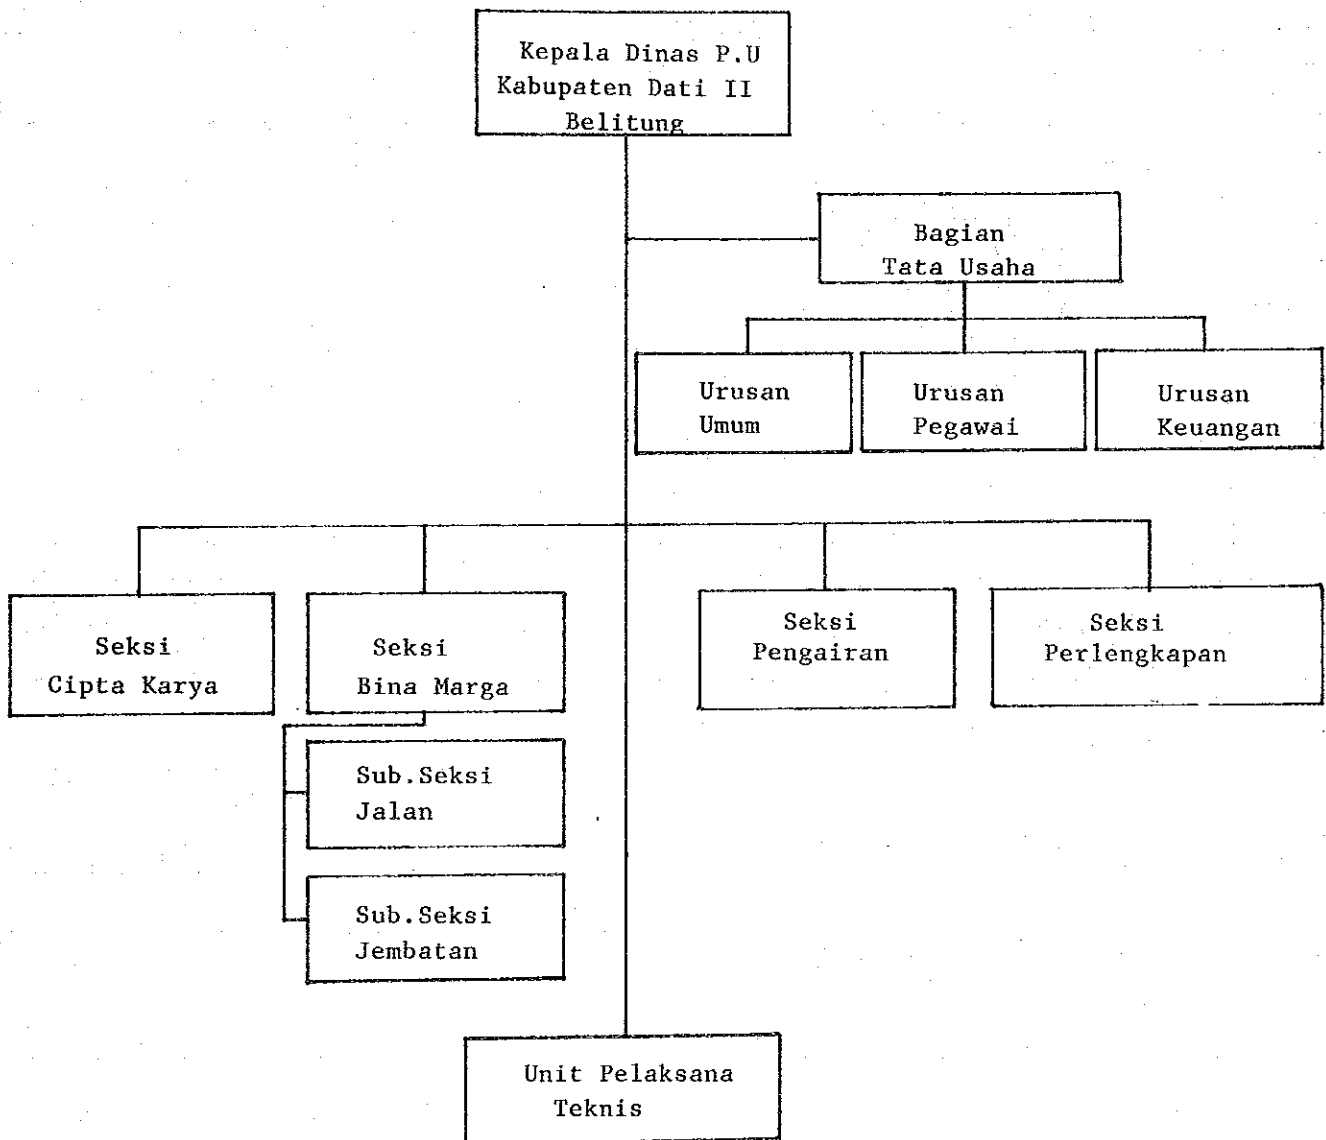 Kepala Dinas P.U
Kabupaten Dati II
Belitung
Bagian
Tata Usaha
Urusan
Umum
Urusan
Pegawai
Urusan
Keuangan
Seksi
Cipta Karya
Seksi
Bina Marga
Seksi
Pengairan
Seksi
Perlengkapan
Sub.Seksi
Jalan
Sub.Seksi
Jembatan
Unit Pelaksana
Teknis